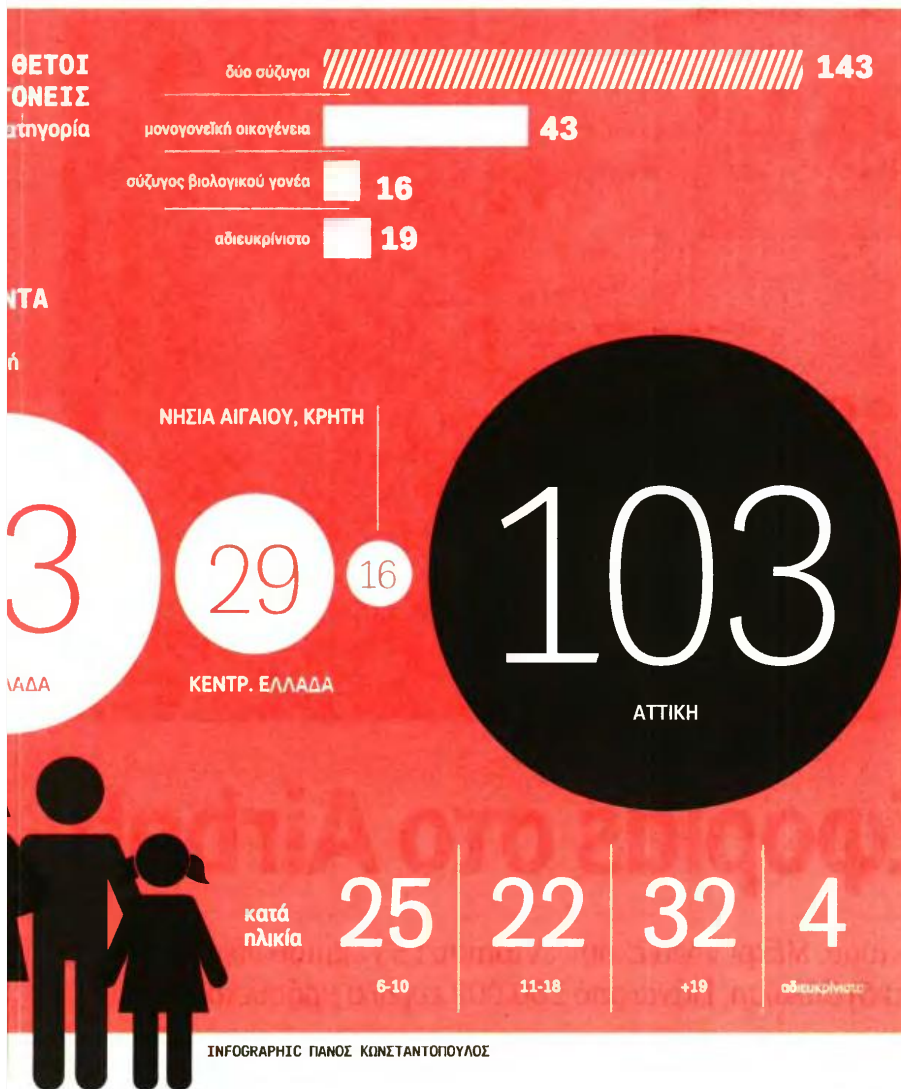 ΘΕΤΟΙ
ΓΟΝΕΙΣ
κατηγορία
δύο σύζυγοι 143
μονογονεϊκή οικογένεια 43
σύζυγος βιολογικού γονέα 16
αδιευκρίνιστο 19
ΝΤΑ
ή
ΝΗΣΙΑ ΑΙΓΑΙΟΥ, ΚΡΗΤΗ
3
29
16
103
ΛΑΔΑ
ΚΕΝΤΡ. ΕΛΛΑΔΑ
ΑΤΤΙΚΗ
κατά
ηλικία
25 22 32 4
6-10 11-18 +19 αδιευκρίνιστο
INFOGRAPHIC ΠΑΝΟΣ ΚΩΝΣΤΑΝΤΟΠΟΥΛΟΣ